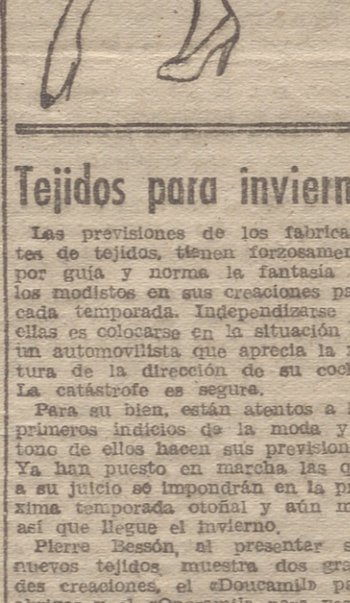 Tejidos para inviern
Las previsiones de los fabrica
tes de tejidos, tienen forzosamen
por guía y norma la fantasía
los modistos en sus creaciones pa
cada temporada. Independizarse
ellas es colocarse en la situación
un automovilista que aprecia la
tura de la dirección de su coch
La catástrofe es segura.
Para su bien, están atentos a l
primeros indicios de la moda y
tono de ellos hacen sus prevision
Ya han puesto en marcha las q
a su juicio se impondrán en la pr
xima temporada otoñal y aún m
así que llegue el invierno.
Pierre Bessón, al presentar s
nuevos tejidos muestra dos gra
des creaciones, el «Doucamil» pa